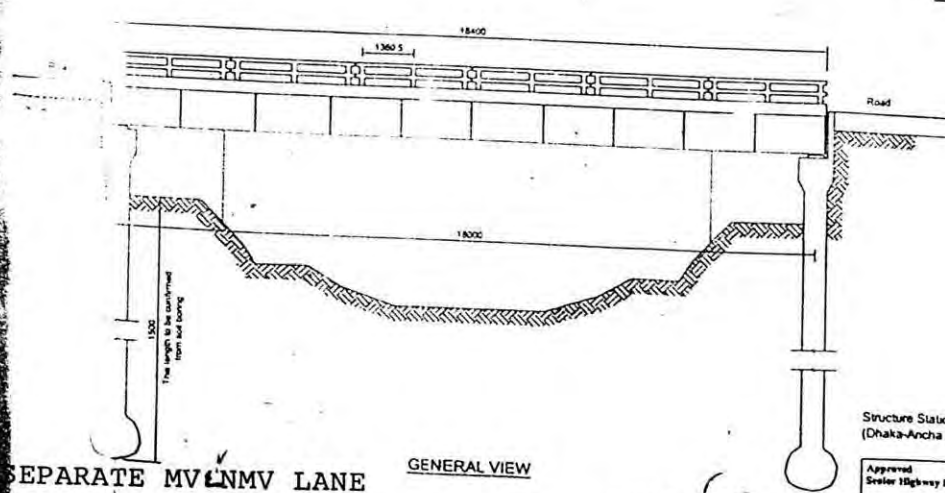 18400
1360.5
Road
18000
1500
The length to be confirmed
from soil boring
Structure Statio
(Dhaka-Ancha
GENERAL VIEW
SEPARATE MV & NMV LANE
Approved
Senior Highway